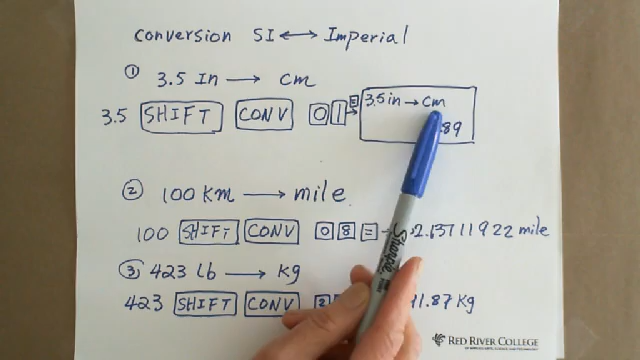 conversion SI ⟷ Imperial
① 3.5 In ⟶ cm
3.5 SHIFT CONV 0 1 = → 3.5 in → cm
.89
② 100 Km ⟶ mile
100 SHIFT CONV 0 8 =
mile
③ 423 lb ⟶ kg
423 SHIFT CONV 1.87 Kg
Sharpie
RED RIVER COLLEGE